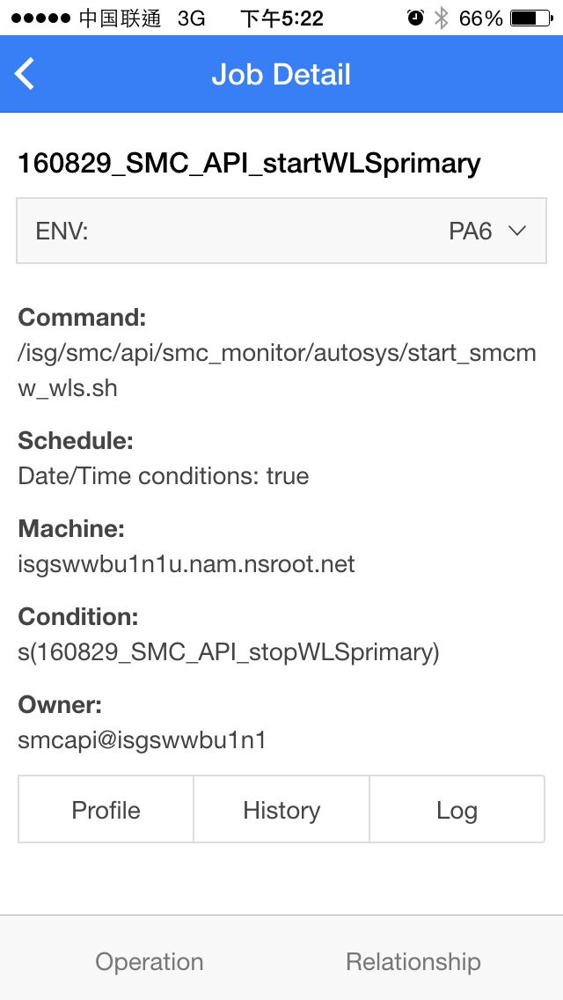 中国联通 3G 下午5:22 66%
Job Detail
160829_SMC_API_startWLSprimary
ENV: PA6
Command:
/isg/smc/api/smc_monitor/autosys/start_smcm
w_wls.sh
Schedule:
Date/Time conditions: true
Machine:
isgswwbu1n1u.nam.nsroot.net
Condition:
s(160829_SMC_API_stopWLSprimary)
Owner:
smcapi@isgswwbu1n1
Profile History Log
Operation Relationship